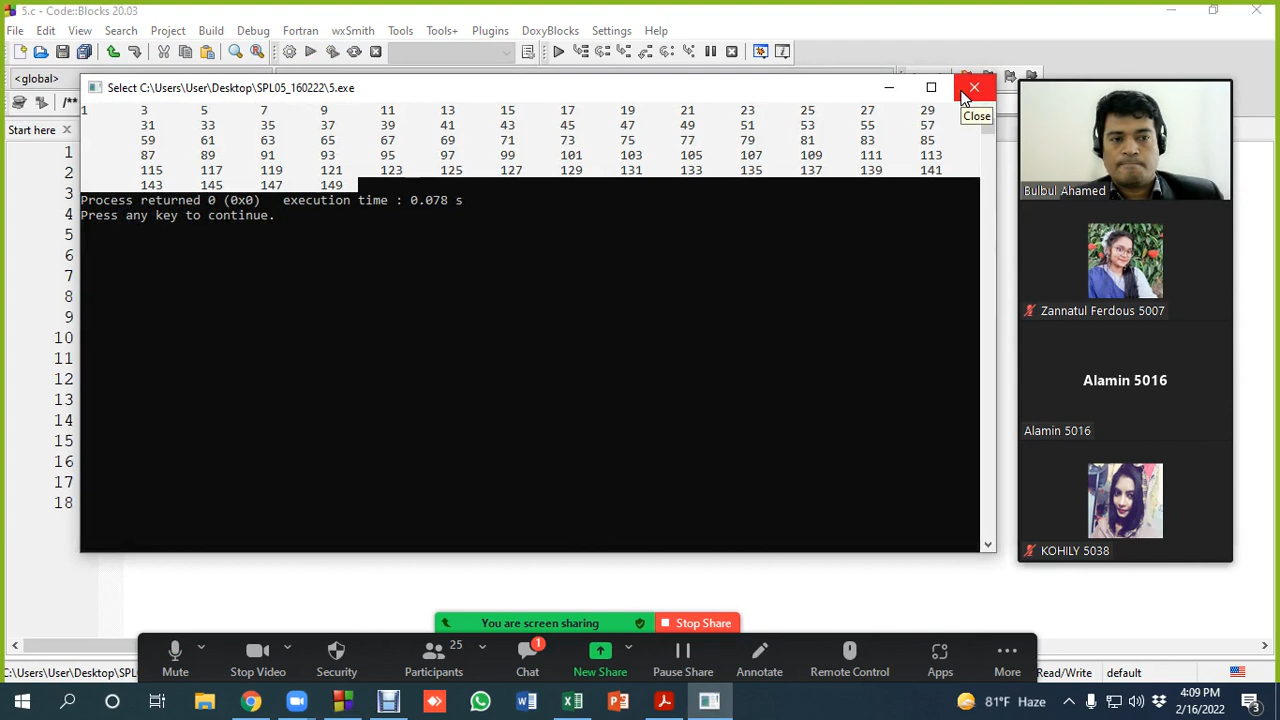 5.c - Code::Blocks 20.03
File Edit View Search Project Build Debug Fortran wxSmith Tools Tools+ Plugins DoxyBlocks Settings Help
<global>
/**
Start here
1
2
3
4
5
6
7
8
9
10
11
12
13
14
15
16
17
18
Select C:\Users\User\Desktop\SPL05_160222\5.exe
Close
1 3 5 7 9 11 13 15 17 19 21 23 25 27 29
31 33 35 37 39 41 43 45 47 49 51 53 55 57
59 61 63 65 67 69 71 73 75 77 79 81 83 85
87 89 91 93 95 97 99 101 103 105 107 109 111 113
115 117 119 121 123 125 127 129 131 133 135 137 139 141
143 145 147 149
Process returned 0 (0x0) execution time : 0.078 s
Press any key to continue.
Bulbul Ahamed
Zannatul Ferdous 5007
Alamin 5016
Alamin 5016
KOHILY 5038
You are screen sharing Stop Share
25 1
Mute Stop Video Security Participants Chat New Share Pause Share Annotate Remote Control Apps More
C:\Users\User\Desktop\SPL
Read/Write default
81°F Haze
4:09 PM
2/16/2022
3